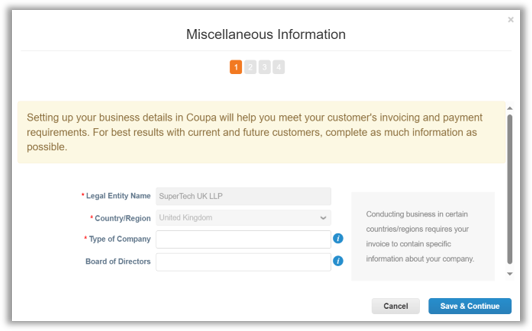 ×
Miscellaneous Information
1 2 3 4
Setting up your business details in Coupa will help you meet your customer's invoicing and payment
requirements. For best results with current and future customers, complete as much information as
possible.
* Legal Entity Name SuperTech UK LLP
* Country/Region United Kingdom
* Type of Company i
Board of Directors i
Conducting business in certain
countries/regions requires your
invoice to contain specific
information about your company.
Cancel Save & Continue